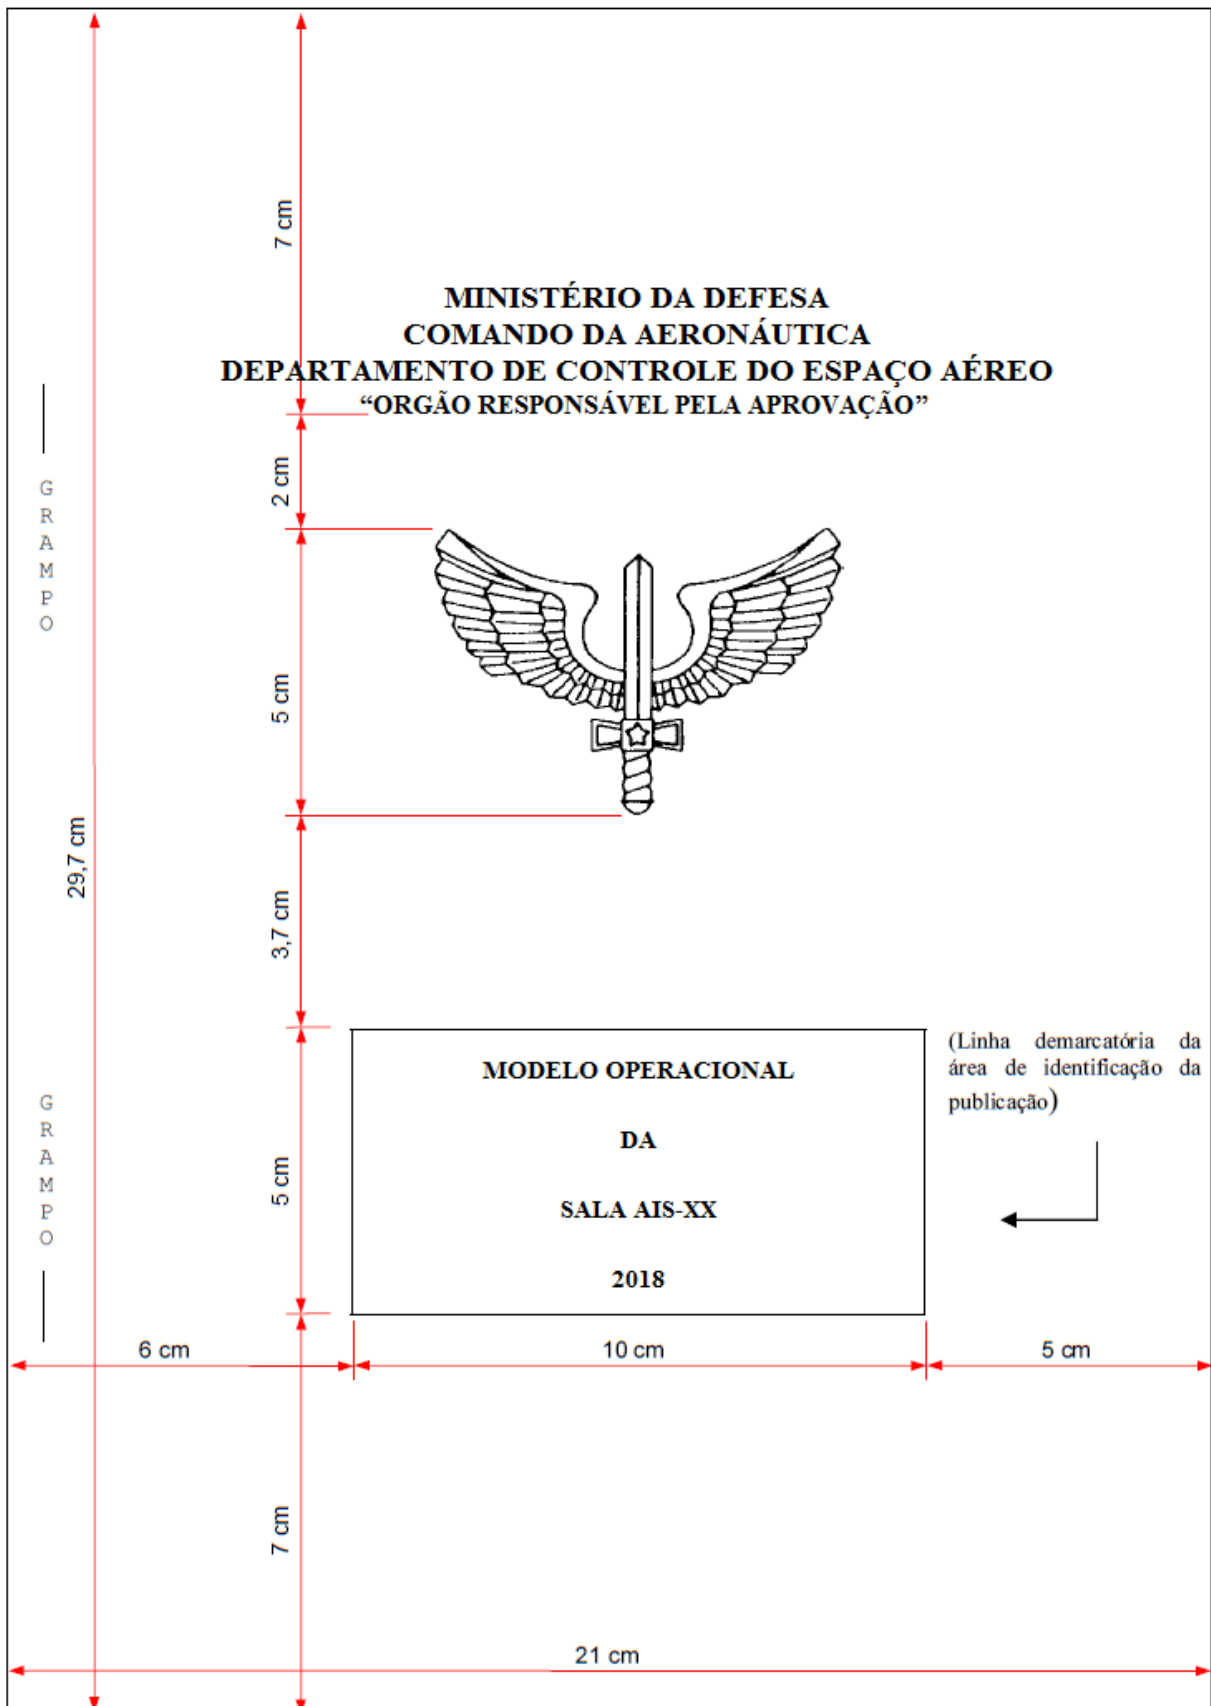 7 cm
MINISTÉRIO DA DEFESA
COMANDO DA AERONÁUTICA
DEPARTAMENTO DE CONTROLE DO ESPAÇO AÉREO
“ORGÃO RESPONSÁVEL PELA APROVAÇÃO”
2 cm
GRAMPO
5 cm
29,7 cm
3,7 cm
(Linha demarcatória da
área de identificação da
publicação)
MODELO OPERACIONAL
DA
SALA AIS-XX
2018
GRAMPO
5 cm
6 cm
10 cm
5 cm
7 cm
21 cm